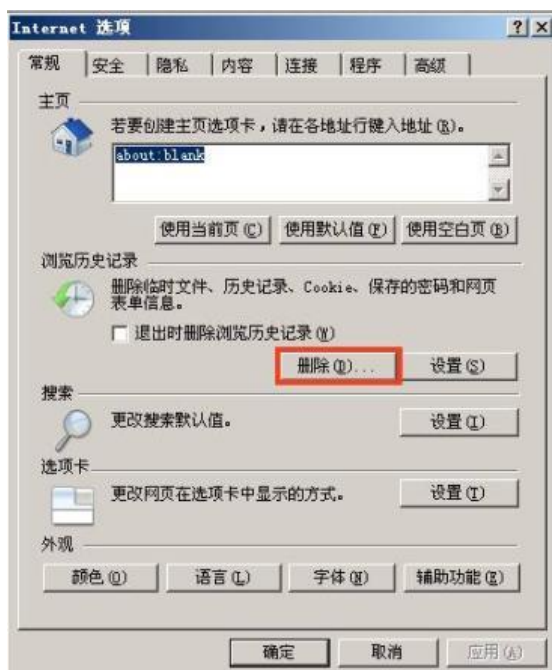 Internet 选项
常规 安全 隐私 内容 连接 程序 高级
主页
若要创建主页选项卡，请在各地址行键入地址(R)。
about:blank
使用当前页(C) 使用默认值(F) 使用空白页(B)
浏览历史记录
删除临时文件、历史记录、Cookie、保存的密码和网页
表单信息。
退出时删除浏览历史记录(W)
删除(D)... 设置(S)
搜索
更改搜索默认值。 设置(I)
选项卡
更改网页在选项卡中显示的方式。 设置(T)
外观
颜色(O) 语言(L) 字体(N) 辅助功能(E)
确定 取消 应用(A)